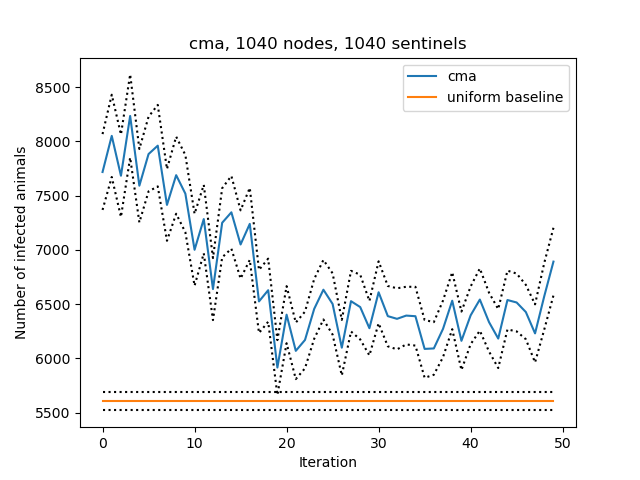 cma, 1040 nodes, 1040 sentinels
cma
uniform baseline
Number of infected animals
8500
8000
7500
7000
6500
6000
5500
0 10 20 30 40 50
Iteration